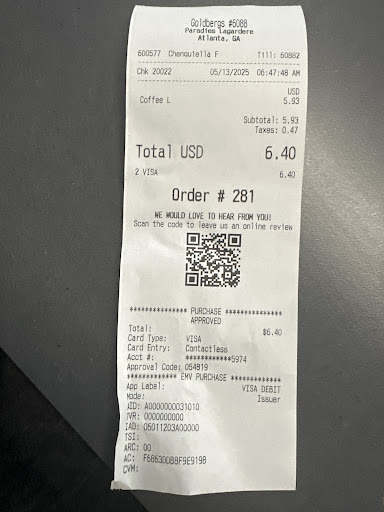 Goldbergs #5088
Paradies Lagardere
Atlanta, GA
600577 Chenquiella F Till: 60882
Chk 20022 05/13/2025 06:47:48 AM
USD
Coffee L 5.93
Subtotal: 5.93
Taxes: 0.47
Total USD 6.40
2 VISA 6.40
Order # 281
WE WOULD LOVE TO HEAR FROM YOU!
Scan the code to leave us an online review
*************** PURCHASE ***************
APPROVED
Total: $6.40
Card Type: VISA
Card Entry: Contactless
Acct #: ************5974
Approval Code: 054819
************* EMV PURCHASE *************
App Label: VISA DEBIT
Mode: Issuer
AID: A0000000031010
TVR: 0000000000
IAD: 06011203A00000
TSI:
ARC: 00
AC: F6863D0B8F9E919B
CVM: